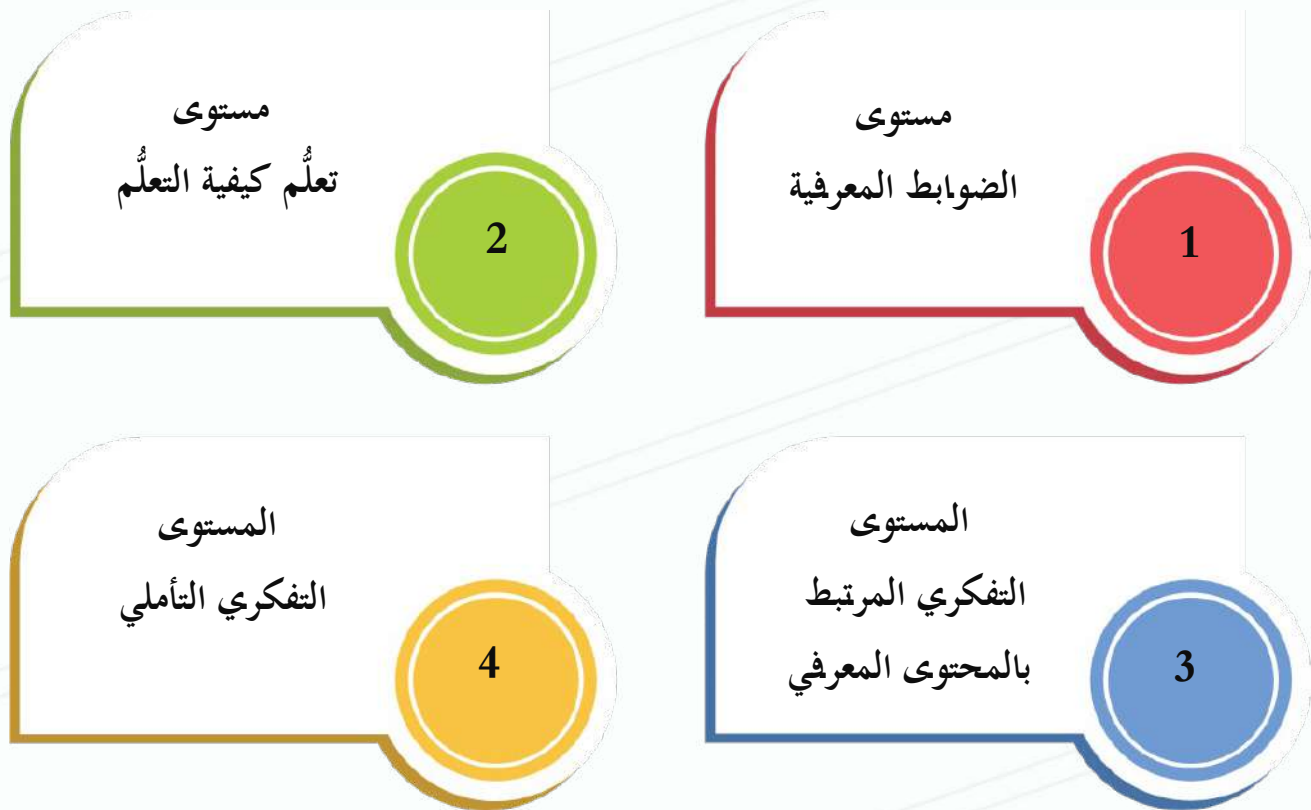 مستوى
الضوابط المعرفية
1
مستوى
تعلُّم كيفية التعلُّم
2
المستوى
التفكري المرتبط
بالمحتوى المعرفي
3
المستوى
التفكري التأملي
4